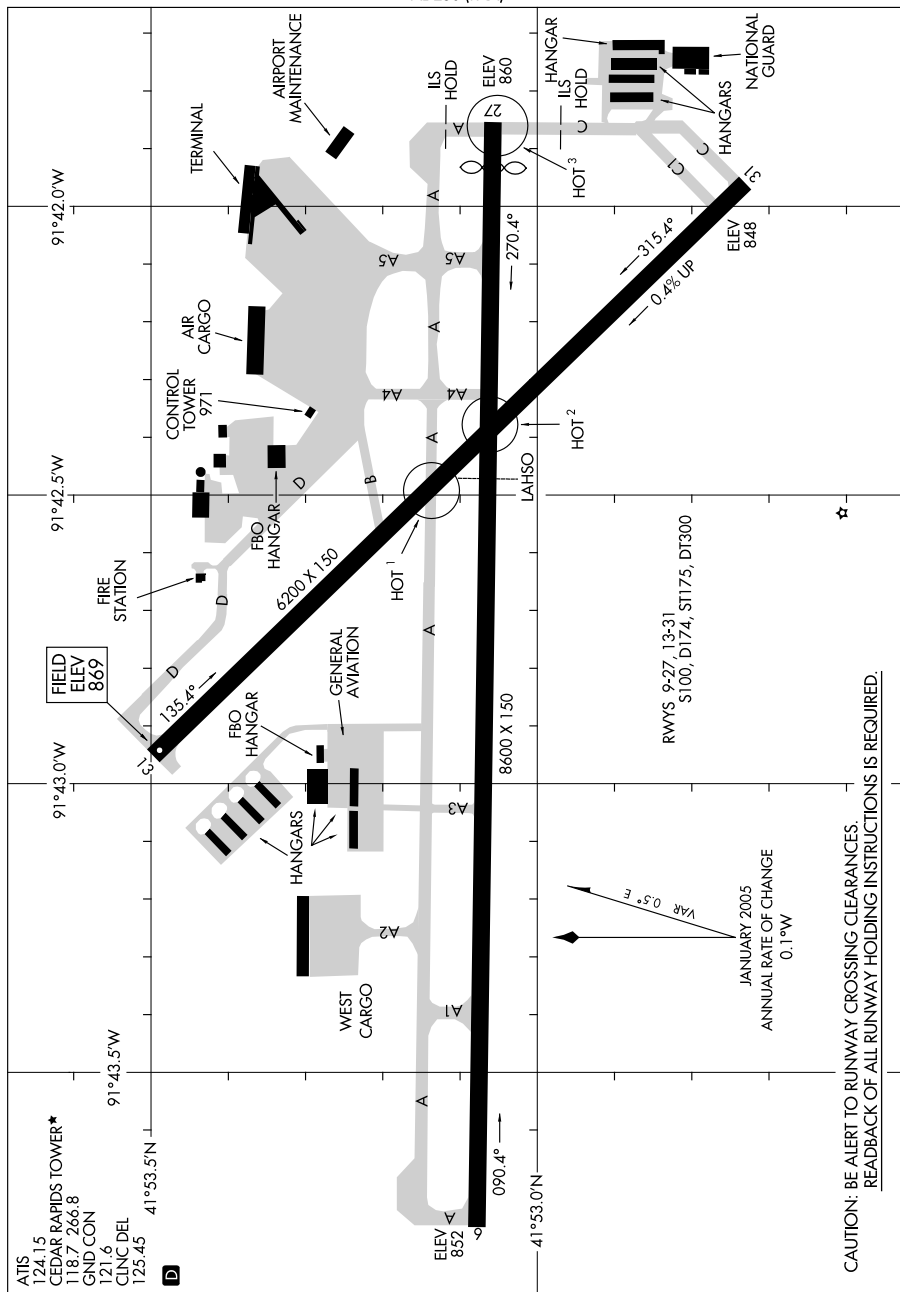 ATIS
124.15
CEDAR RAPIDS TOWER★
118.7 266.8
GND CON
121.6
CLNC DEL
125.45
D
41°53.5'N
41°53.0'N
91°43.5'W
91°43.0'W
91°42.5'W
91°42.0'W
FIELD
ELEV
869
13
135.4°
6200 X 150
D
D
D
FIRE
STATION
FBO
HANGAR
CONTROL
TOWER
971
AIR
CARGO
TERMINAL
AIRPORT
MAINTENANCE
HANGAR
NATIONAL
GUARD
HANGARS
ILS
HOLD
ILS
HOLD
ELEV
860
27
HOT 3
A
A
A5
A5
A
A4
A4
A
B
HOT 1
HOT 2
LAHSO
270.4°
315.4°
0.4% UP
ELEV
848
31
C
C
C1
GENERAL
AVIATION
FBO
HANGAR
HANGARS
WEST
CARGO
A
A3
A2
A1
A
A
ELEV
852
9
090.4°
8600 X 150
RWYS 9-27, 13-31
S100, D174, ST175, DT300
VAR 0.5° E
JANUARY 2005
ANNUAL RATE OF CHANGE
0.1°W
CAUTION: BE ALERT TO RUNWAY CROSSING CLEARANCES.
READBACK OF ALL RUNWAY HOLDING INSTRUCTIONS IS REQUIRED.